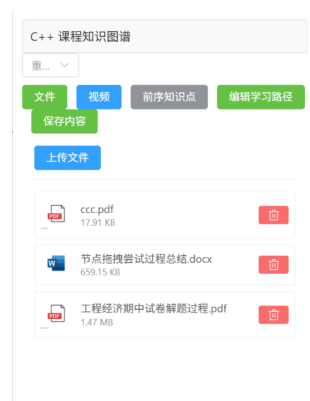 C++ 课程知识图谱
重...
文件 视频 前序知识点 编辑学习路径
保存内容
上传文件
ccc.pdf
17.91 KB
节点拖拽尝试过程总结.docx
659.15 KB
工程经济期中试卷解题过程.pdf
1.47 MB